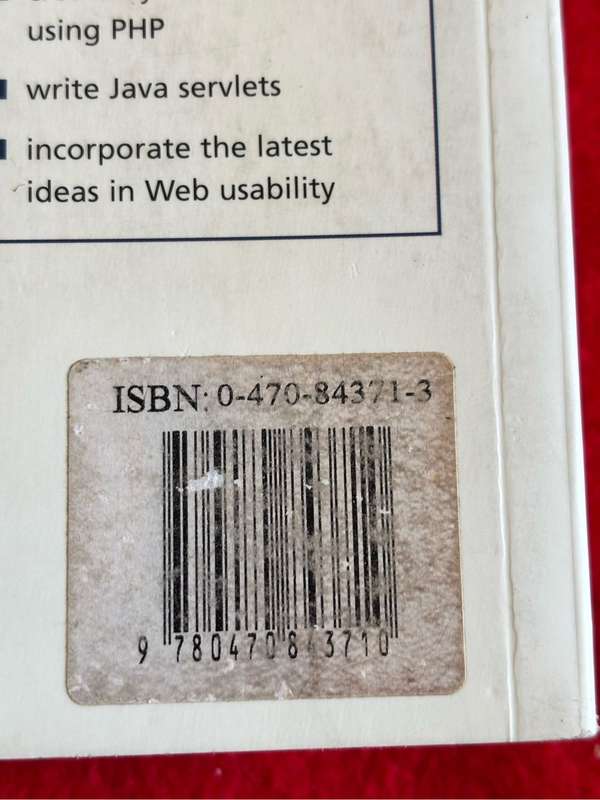 using PHP
write Java servlets
incorporate the latest
ideas in Web usability
ISBN: 0-470-84371-3
9 780470 843710